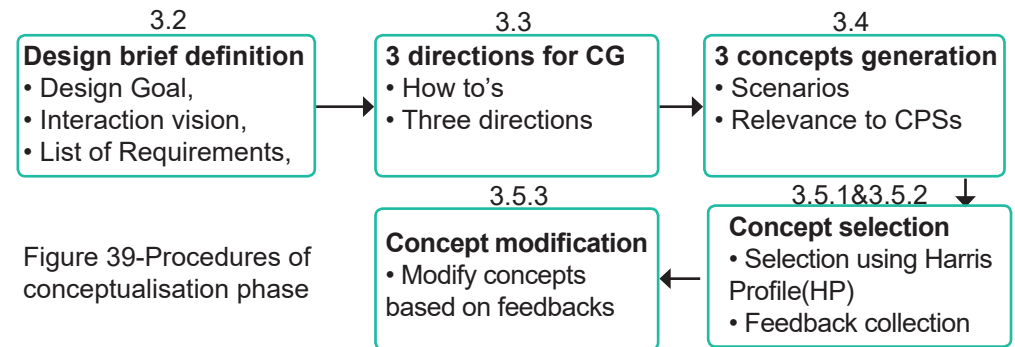 3.2
Design brief definition
• Design Goal,
• Interaction vision,
• List of Requirements,
3.3
3 directions for CG
• How to's
• Three directions
3.4
3 concepts generation
• Scenarios
• Relevance to CPSs
3.5.1&3.5.2
Concept selection
• Selection using Harris
Profile(HP)
• Feedback collection
3.5.3
Concept modification
• Modify concepts
based on feedbacks
Figure 39-Procedures of
conceptualisation phase